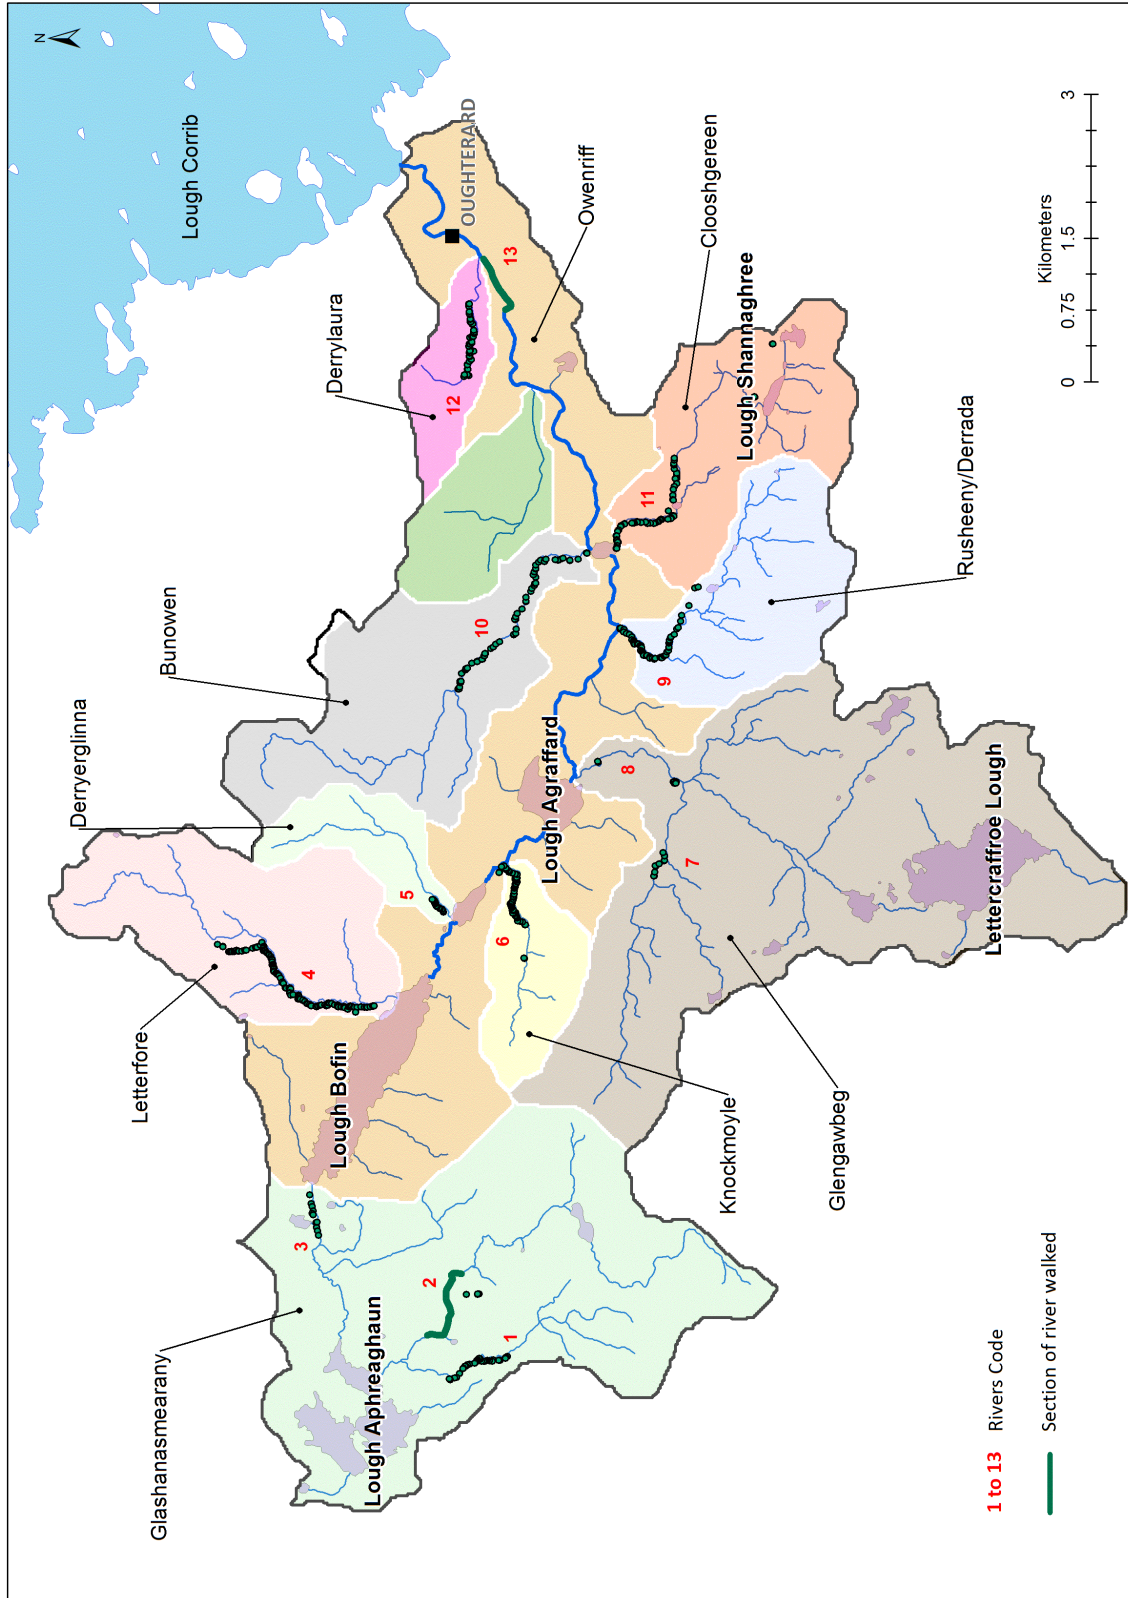 N
Lough Corrib
OUGHTERARD
Owenriff
Clooshgereen
Derrylaura
Lough Shannaghree
Rusheeny/Derrada
Bunowen
Derryerglinna
Lough Agraffard
Lettercraffroe Lough
Letterfore
Lough Bofin
Knockmoyle
Glengawbeg
Glashanasmearany
Lough Aphreaghaun
1
2
3
4
5
6
7
8
9
10
11
12
13
0 0.75 1.5 3
Kilometers
1 to 13 Rivers Code
Section of river walked